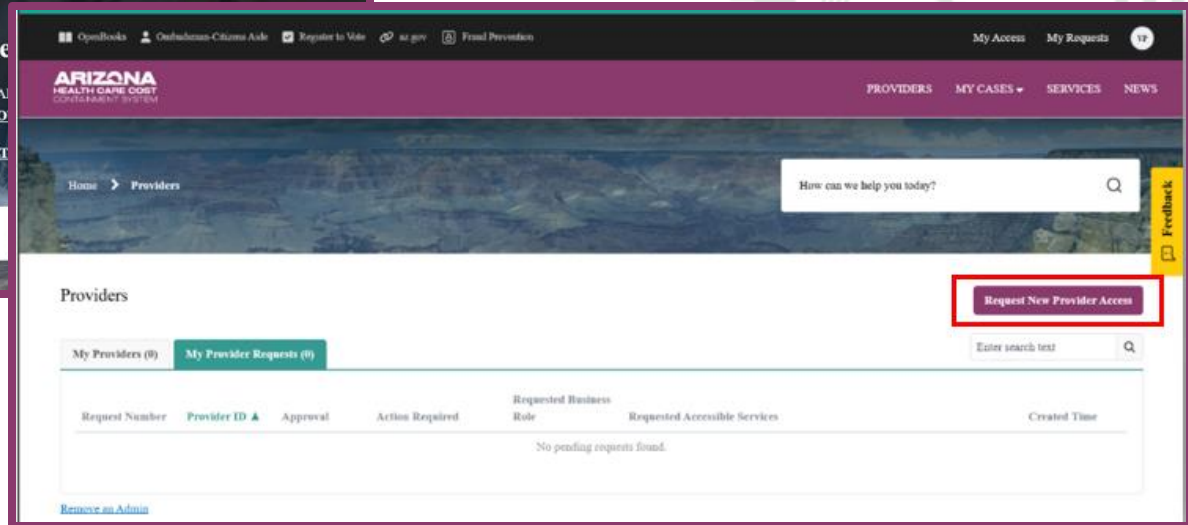 OpenBooks Ombudsman-Citizens Aide Register to Vote az.gov Fraud Prevention My Access My Requests YP
ARIZONA
HEALTH CARE COST
CONTAINMENT SYSTEM
PROVIDERS MY CASES SERVICES NEWS
Home Providers
How can we help you today?
Feedback
Providers
Request New Provider Access
My Providers (0) My Provider Requests (0)
Enter search text
Request Number Provider ID ▲ Approval Action Required Requested Business Role Requested Accessible Services Created Time
No pending requests found.
Remove an Admin